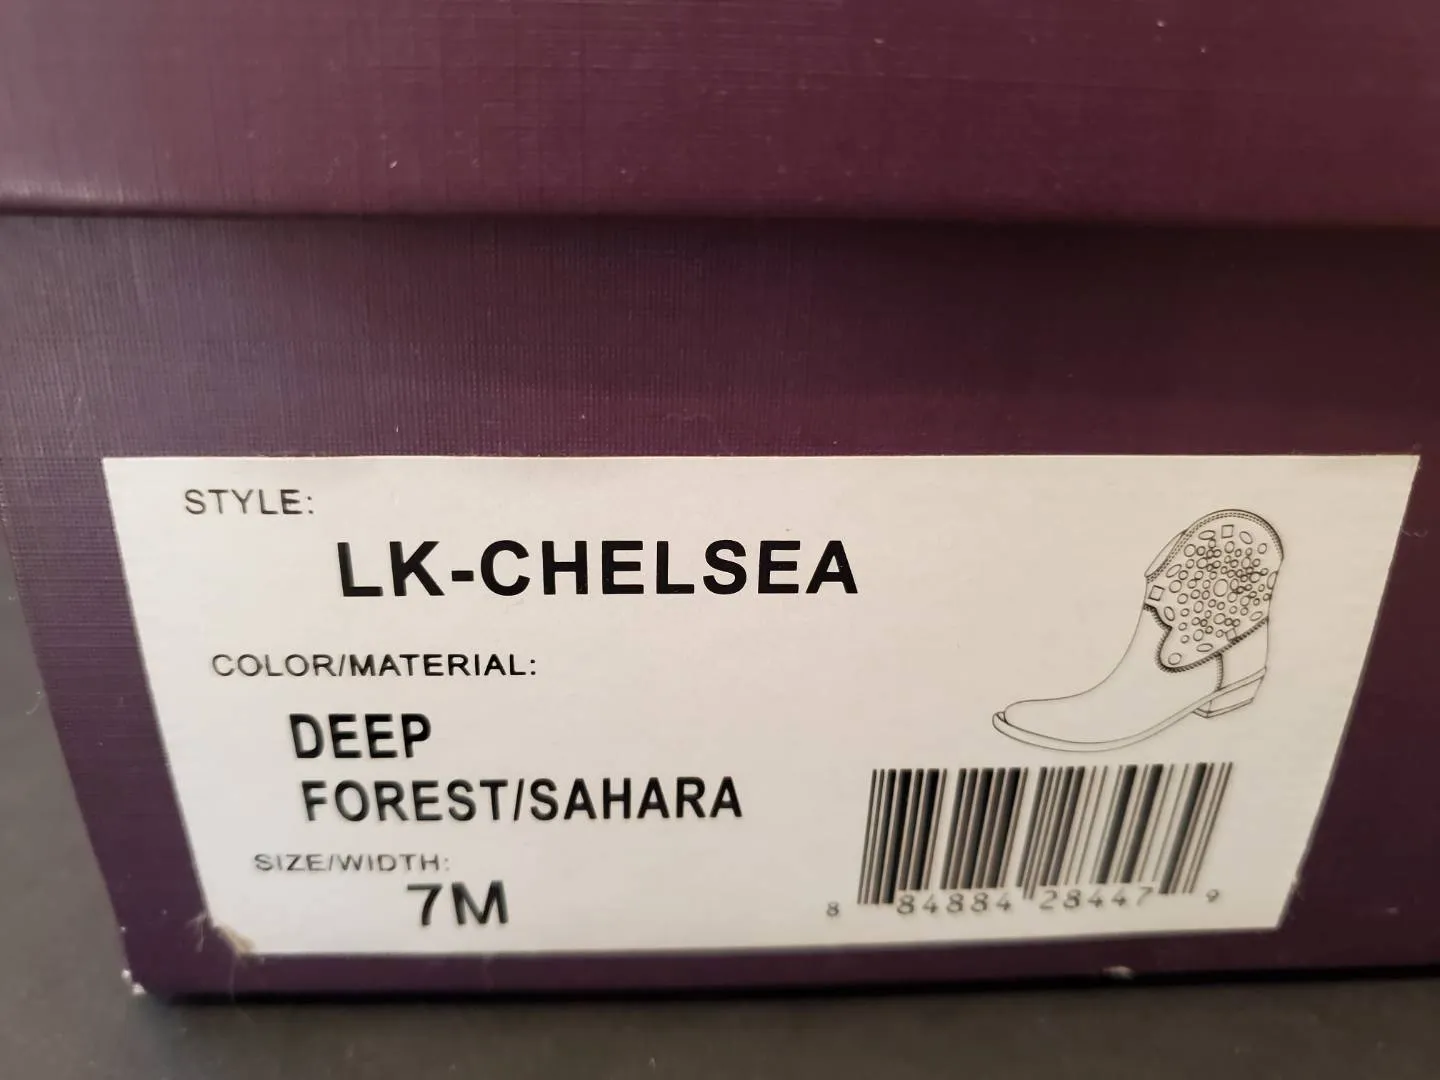 STYLE:
LK-CHELSEA
COLOR/MATERIAL:
DEEP
FOREST/SAHARA
SIZE/WIDTH:
7M
8 84884 28447 9